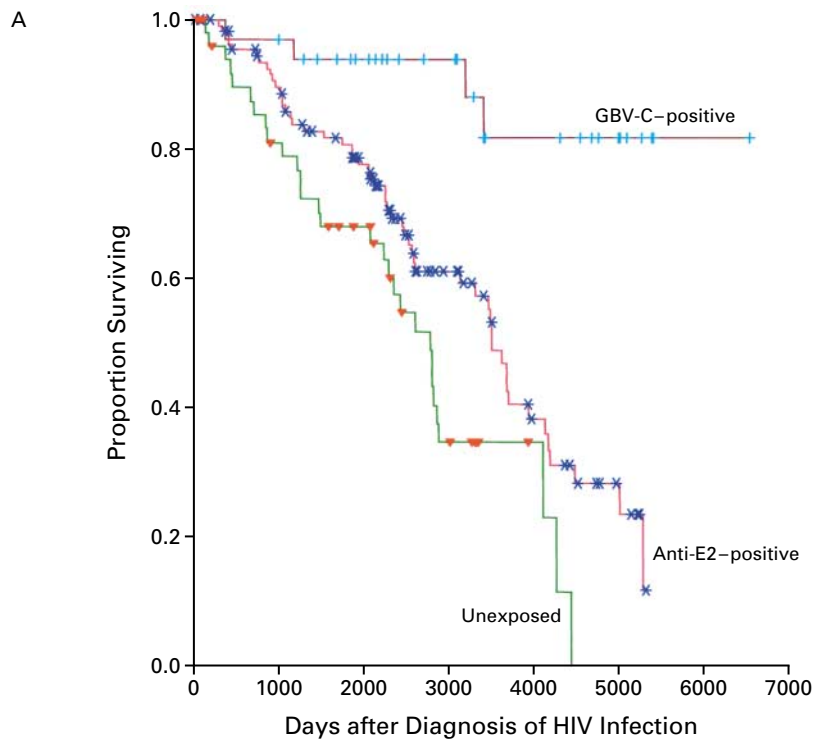 A
1.0
0.8
0.6
0.4
0.2
0.0
Proportion Surviving
GBV-C–positive
Anti-E2–positive
Unexposed
0 1000 2000 3000 4000 5000 6000 7000
Days after Diagnosis of HIV Infection